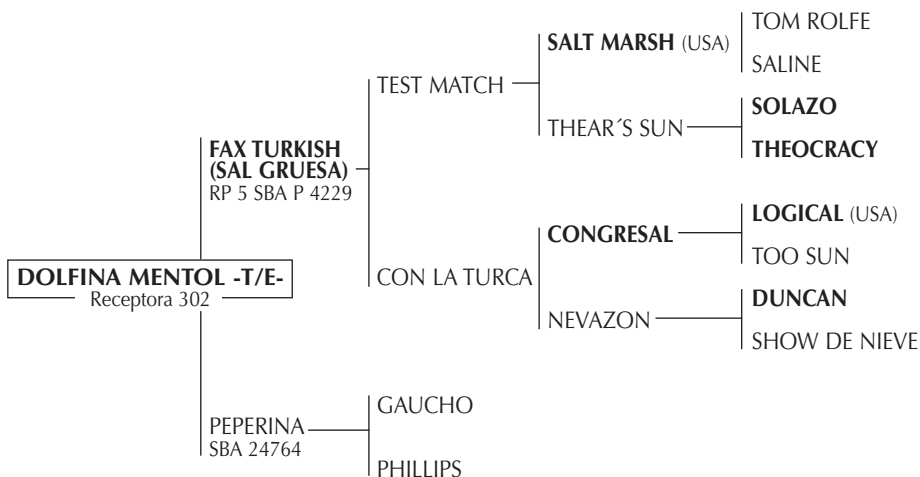 TOM ROLFE
SALT MARSH (USA)
SALINE
TEST MATCH
SOLAZO
THEAR´S SUN
THEOCRACY
FAX TURKISH
(SAL GRUESA)
RP 5 SBA P 4229
LOGICAL (USA)
CONGRESAL
TOO SUN
CON LA TURCA
DUNCAN
NEVAZON
SHOW DE NIEVE
DOLFINA MENTOL -T/E-
Receptora 302
GAUCHO
PEPERINA
SBA 24764
PHILLIPS